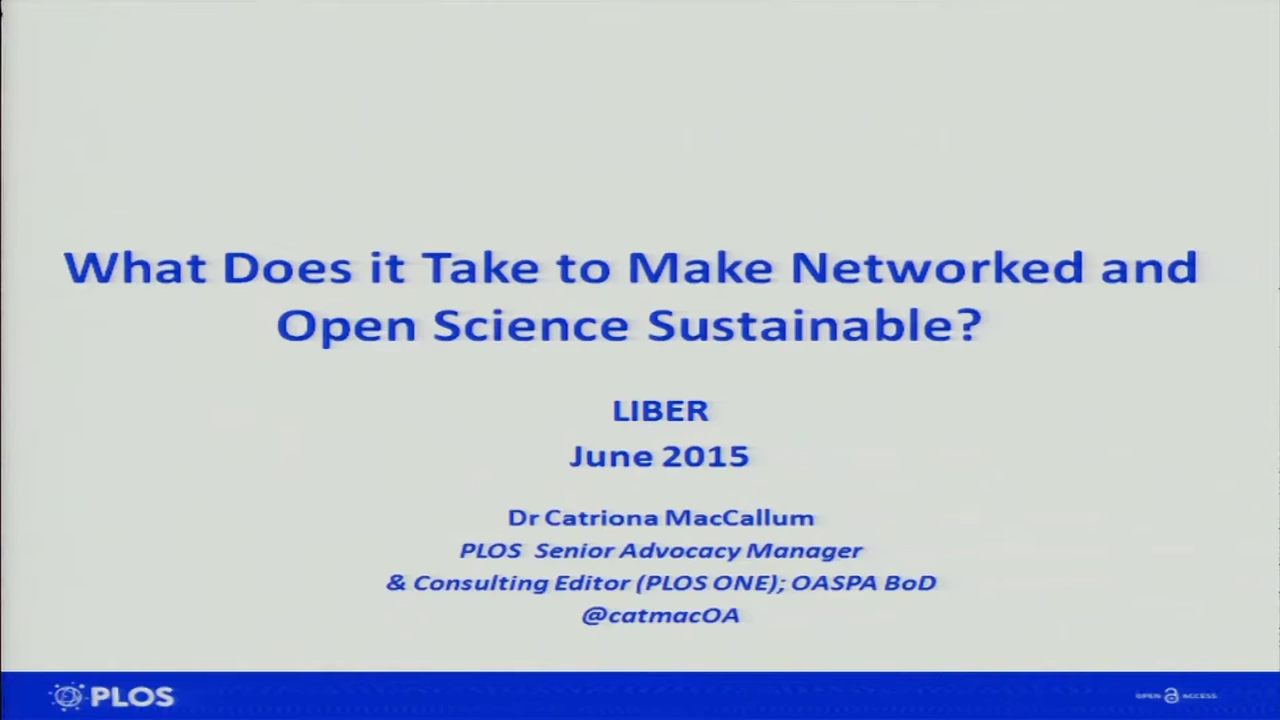 What Does it Take to Make Networked and
Open Science Sustainable?
LIBER
June 2015
Dr Catriona MacCallum
PLOS Senior Advocacy Manager
& Consulting Editor (PLOS ONE); OASPA BoD
@catmacOA
PLOS
OPEN ACCESS